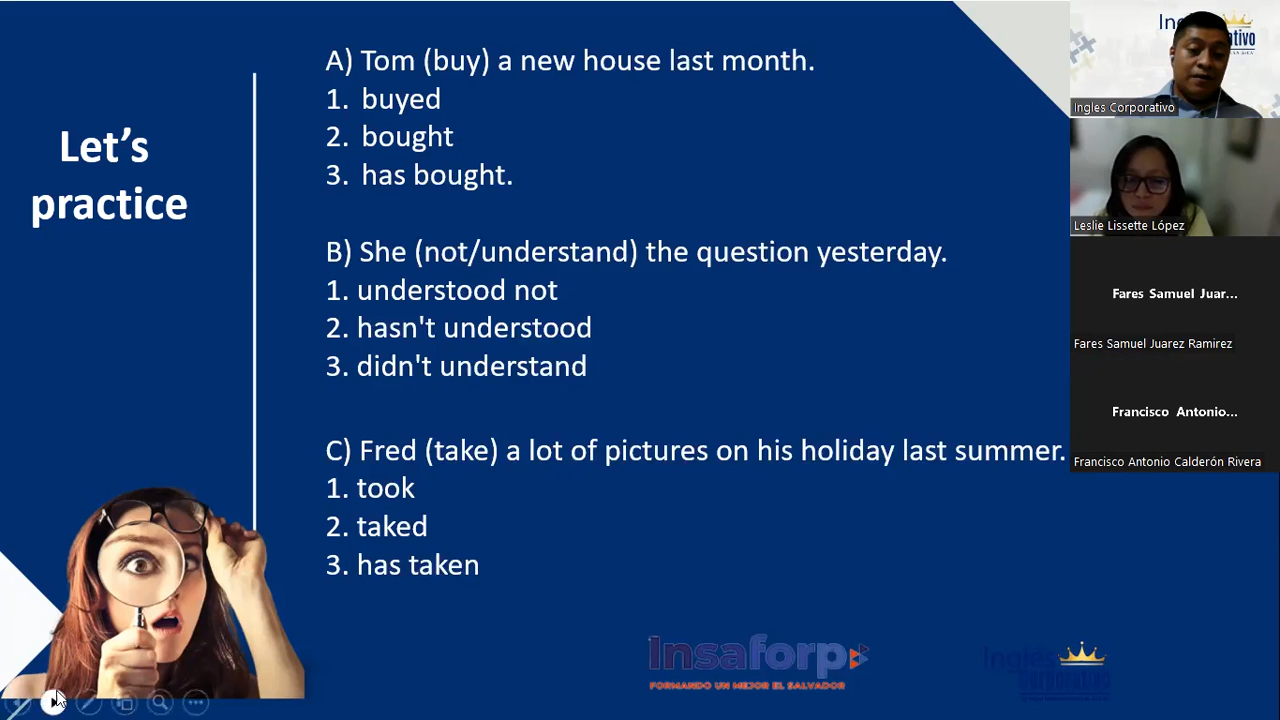 Let's
practice
A) Tom (buy) a new house last month.
1. buyed
2. bought
3. has bought.
B) She (not/understand) the question yesterday.
1. understood not
2. hasn't understood
3. didn't understand
C) Fred (take) a lot of pictures on his holiday last summer.
1. took
2. taked
3. has taken
Insaforp
FORMANDO UN MEJOR EL SALVADOR
Inglés
Corporativo
Ingles Corporativo
Leslie Lissette López
Fares Samuel Juar...
Fares Samuel Juarez Ramirez
Francisco Antonio...
Francisco Antonio Calderón Rivera